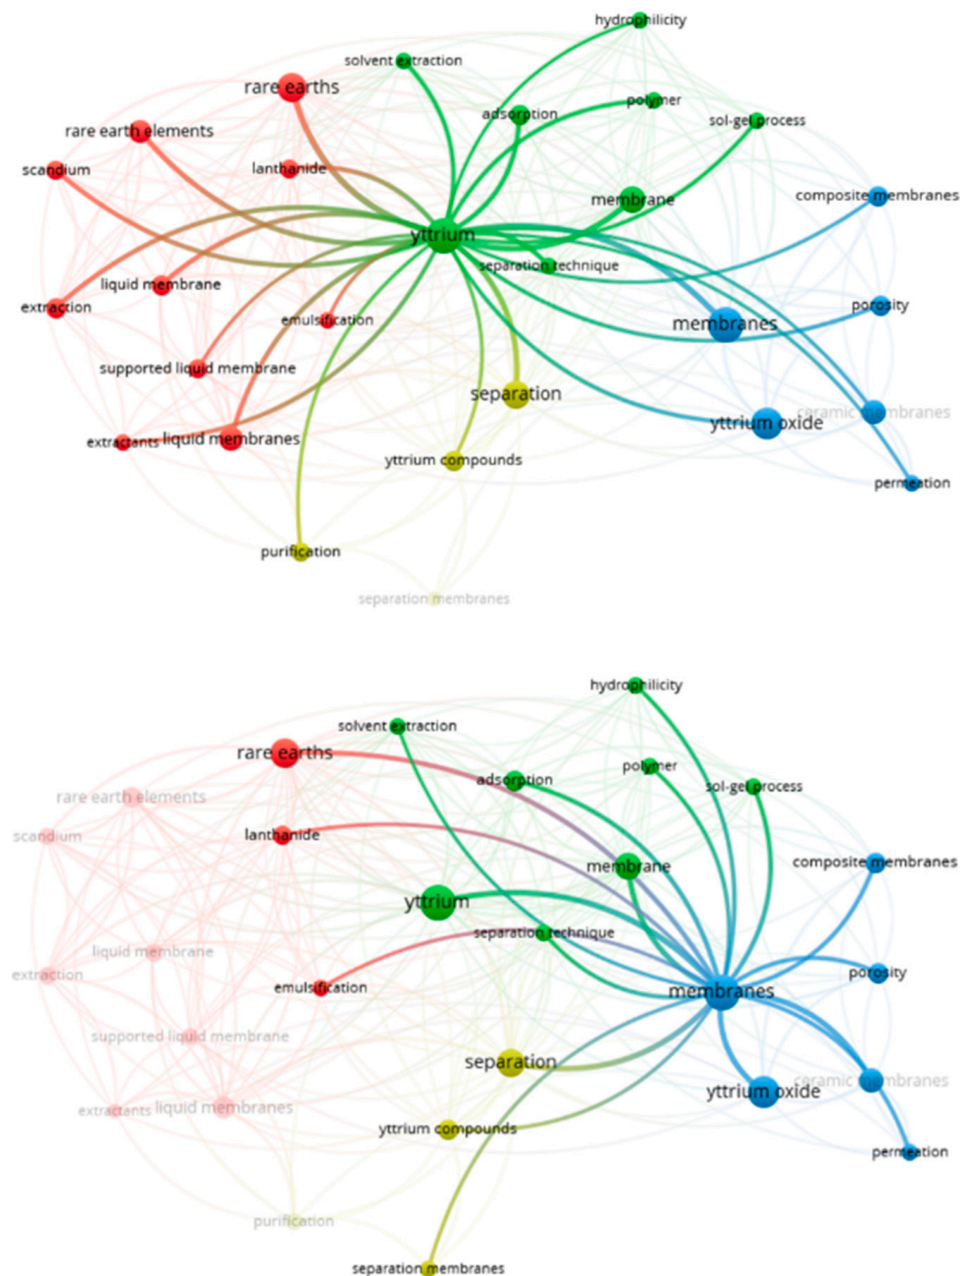 hydrophilicity
solvent extraction
rare earths
polymer
adsorption
sol-gel process
rare earth elements
scandium
lanthanide
composite membranes
membrane
yttrium
separation technique
liquid membrane
extraction
porosity
emulsification
membranes
supported liquid membrane
separation
ceramic membranes
yttrium oxide
extractants
liquid membranes
yttrium compounds
permeation
purification
separation membranes
hydrophilicity
solvent extraction
rare earths
polymer
adsorption
sol-gel process
rare earth elements
scandium
lanthanide
composite membranes
membrane
yttrium
separation technique
liquid membrane
extraction
porosity
emulsification
membranes
supported liquid membrane
separation
ceramic membranes
yttrium oxide
extractants
liquid membranes
yttrium compounds
permeation
purification
separation membranes